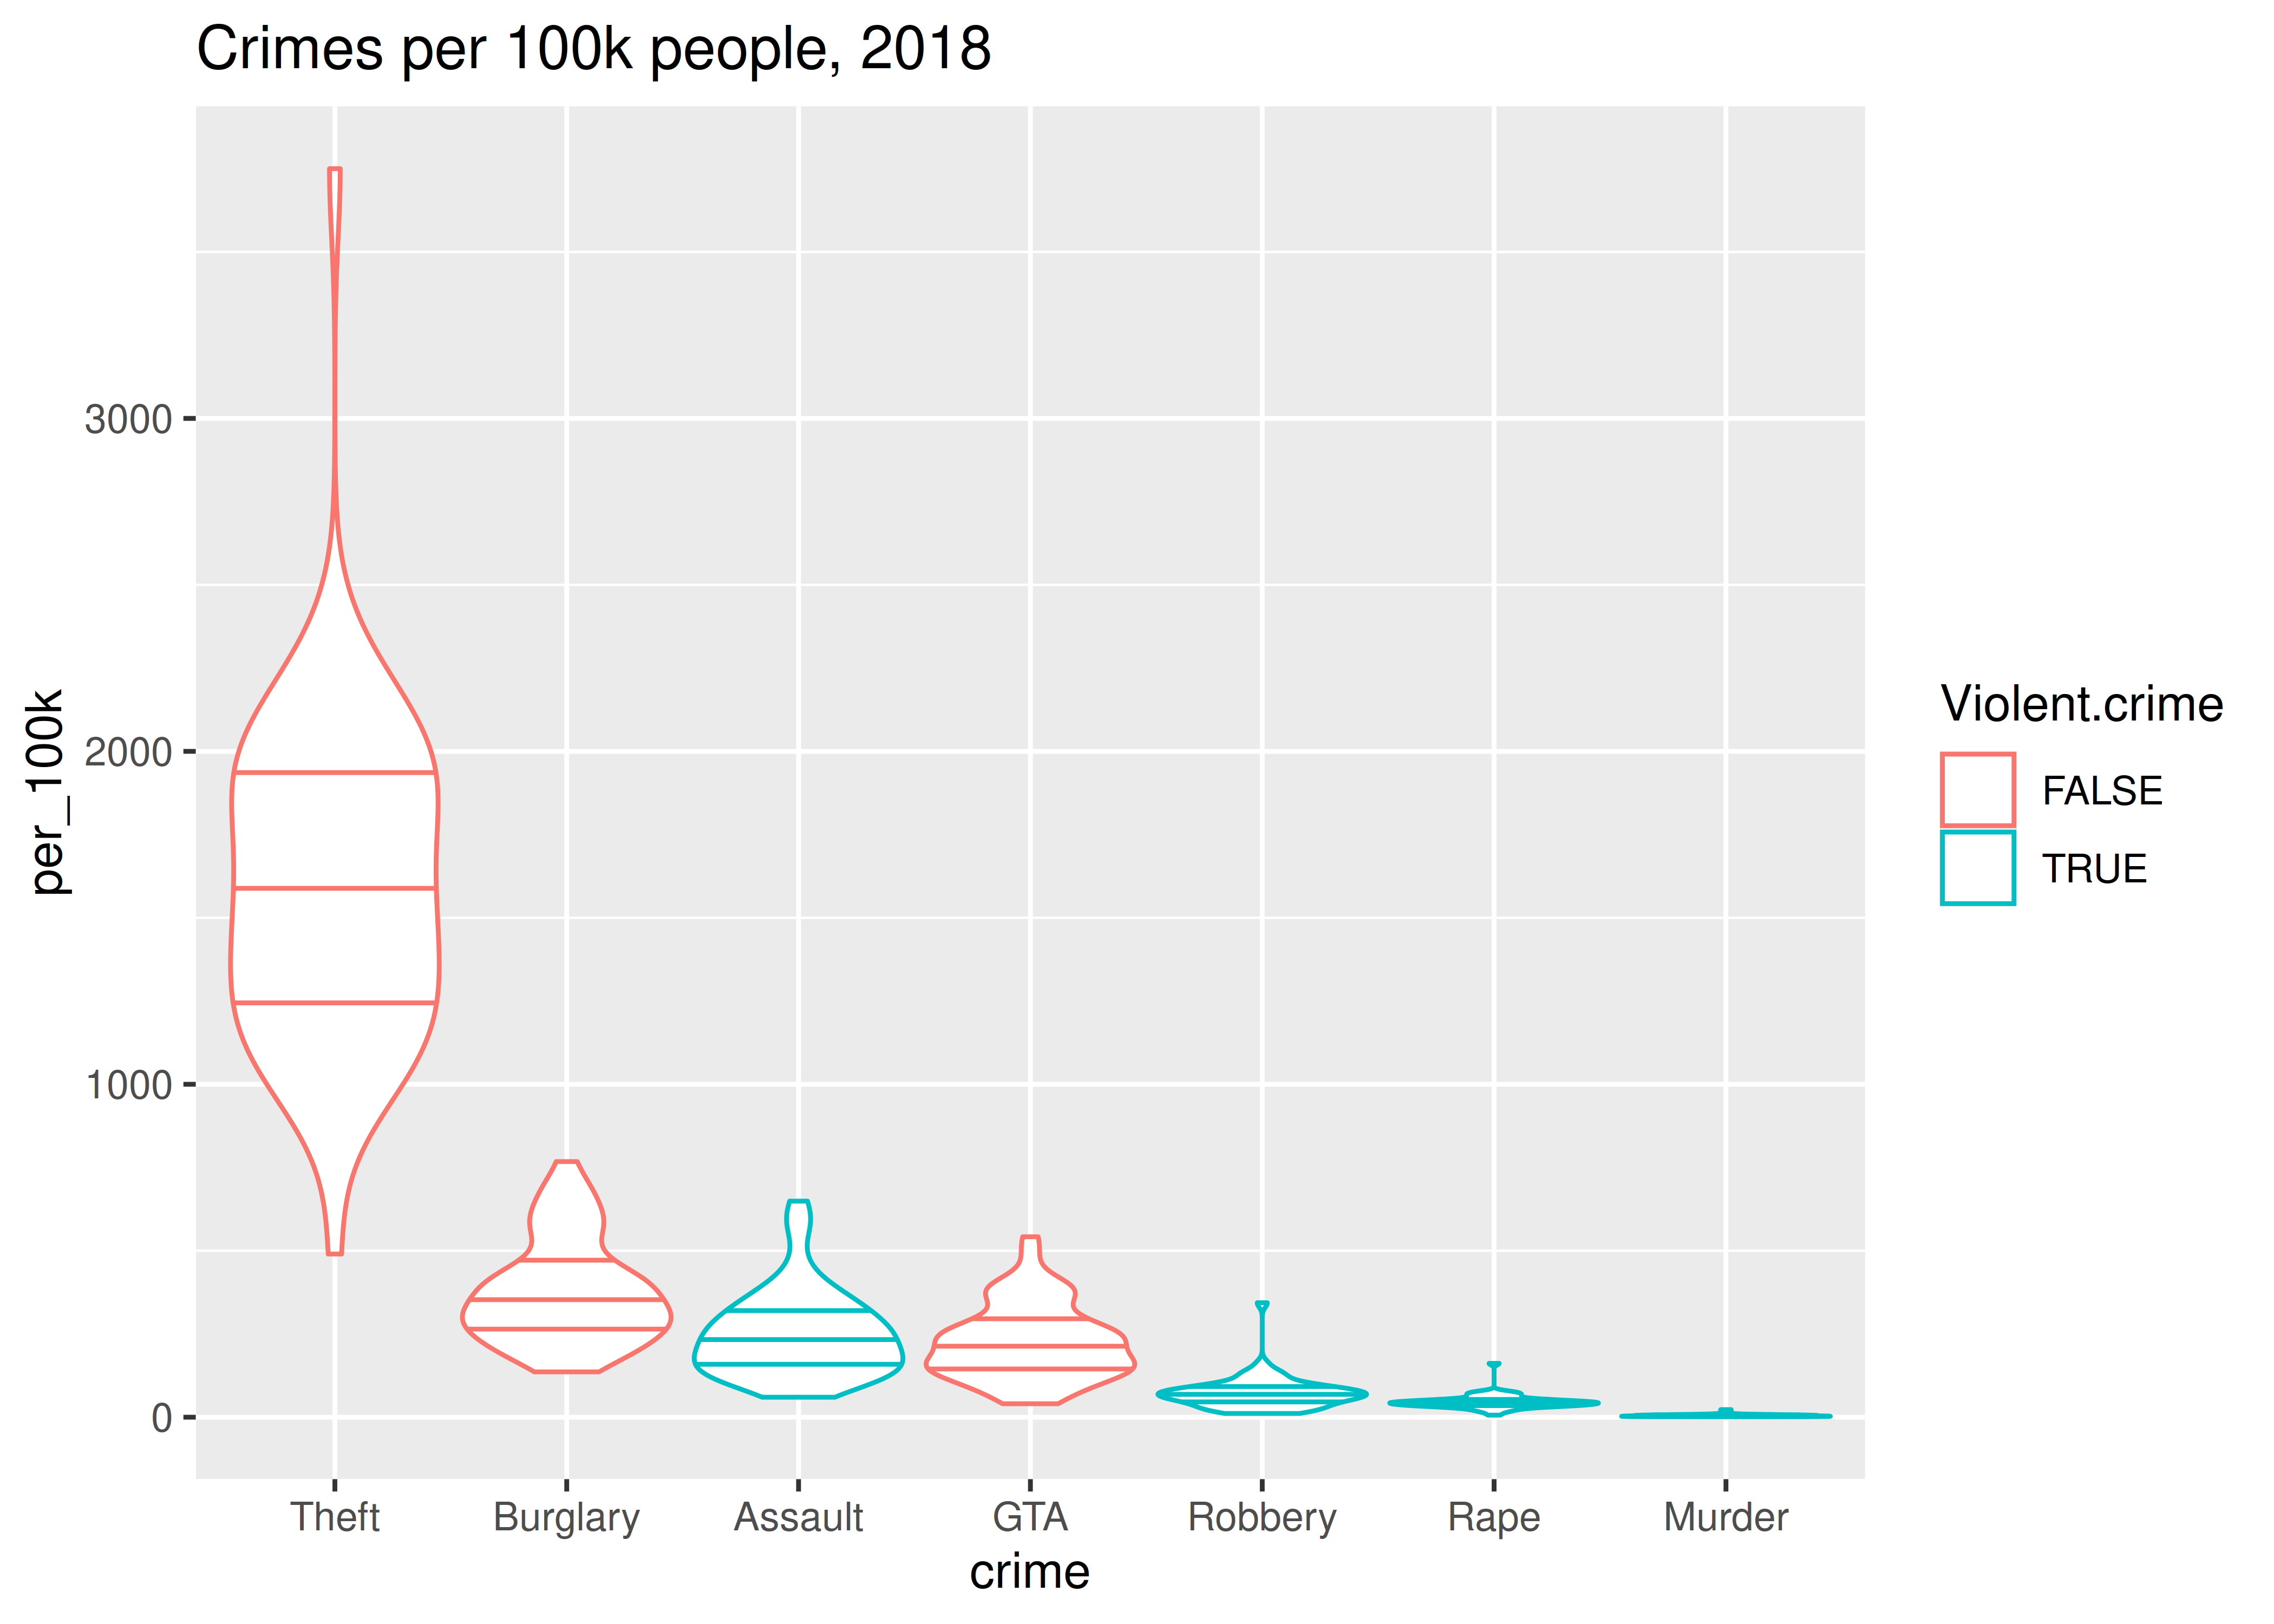 Crimes per 100k people, 2018
per_100k
3000
2000
1000
0
Theft Burglary Assault GTA Robbery Rape Murder
crime
Violent.crime
FALSE
TRUE